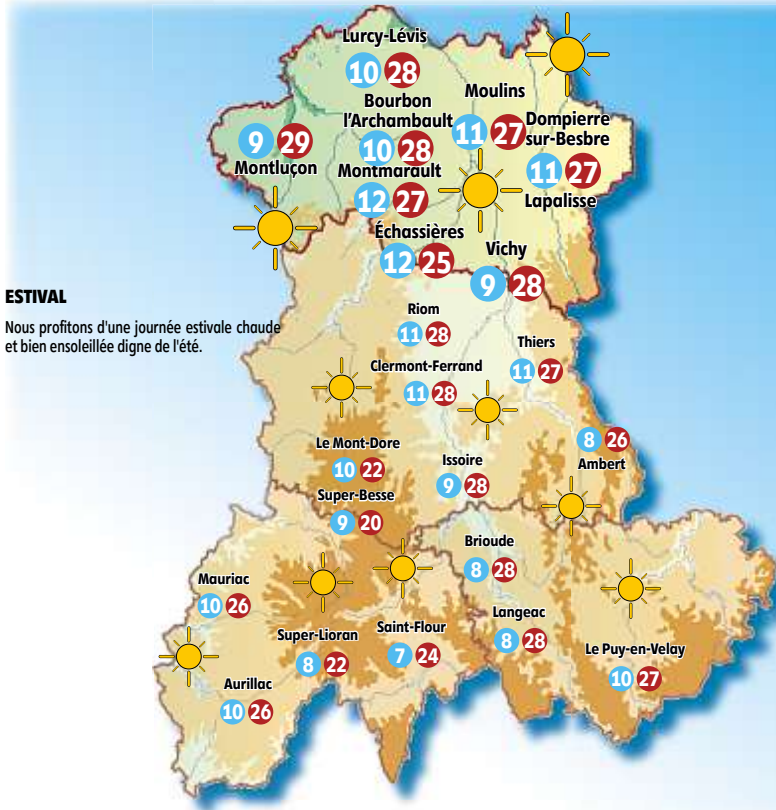 Lurcy-Lévis
10 28
Moulins
11 27
Bourbon
l'Archambault
10 28
Dompierre
sur-Besbre
11 27
Lapalisse
9 29
Montluçon
Montmarault
12 27
Échassières
12 25
Vichy
9 28
ESTIVAL
Nous profitons d'une journée estivale chaude
et bien ensoleillée digne de l'été.
Riom
11 28
Thiers
11 27
Clermont-Ferrand
11 28
8 26
Ambert
Le Mont-Dore
10 22
Issoire
9 28
Super-Besse
9 20
Brioude
8 28
Mauriac
10 26
Langeac
8 28
Super-Lioran
8 22
Saint-Flour
7 24
Le Puy-en-Velay
10 27
Aurillac
10 26